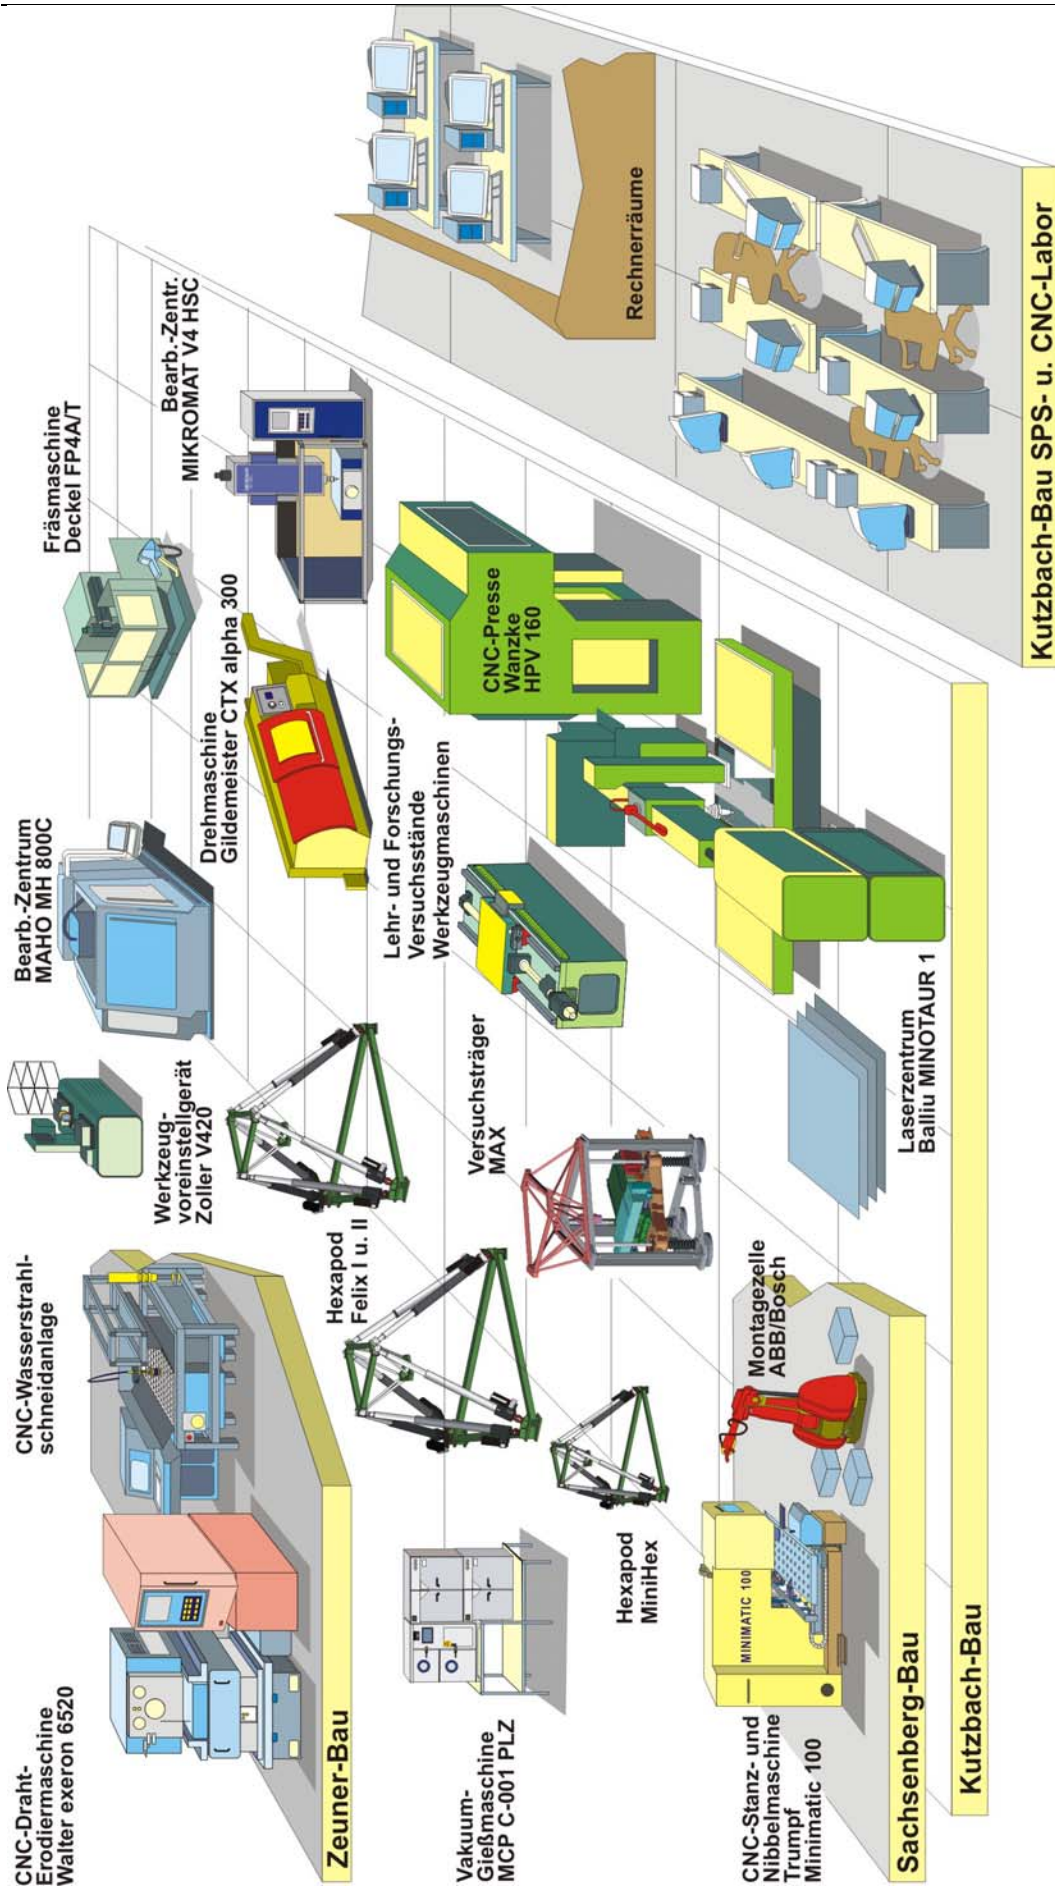 CNC-Draht-
Erodiermaschine
Walter exeron 6520
CNC-Wasserstrahl-
schneidanlage
Zeuner-Bau
Werkzeug-
voreinstellgerät
Zoller V420
Bearb.-Zentrum
MAHO MH 800C
Fräsmaschine
Deckel FP4A/T
Bearb.-Zentr.
MIKROMAT V4 HSC
Drehmaschine
Gildemeister CTX alpha 300
Hexapod
Felix I u. II
Lehr- und Forschungs-
Versuchsstände
Werkzeugmaschinen
Versuchsträger
MAX
CNC-Presse
Wanzke
HPV 160
Vakuum-
Gießmaschine
MCP C-001 PLZ
Hexapod
MiniHex
CNC-Stanz- und
Nibbelmaschine
Trumpf
Minimatic 100
MINIMATIC 100
Montagezelle
ABB/Bosch
Laserzentrum
Balliu MINOTAUR 1
Sachsenberg-Bau
Kutzbach-Bau
Rechnerräume
Kutzbach-Bau SPS- u. CNC-Labor